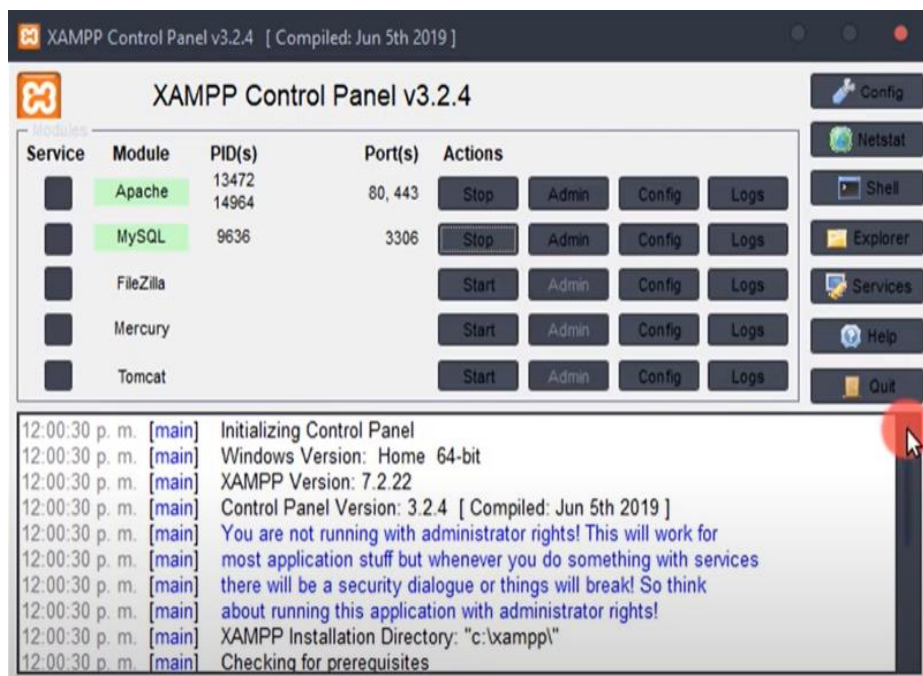 XAMPP Control Panel v3.2.4 [ Compiled: Jun 5th 2019 ]
XAMPP Control Panel v3.2.4
Config
Modules
Service Module PID(s) Port(s) Actions
Netstat
Apache 13472 14964 80, 443 Stop Admin Config Logs
Shell
MySQL 9636 3306 Stop Admin Config Logs
Explorer
FileZilla Start Admin Config Logs
Services
Mercury Start Admin Config Logs
Help
Tomcat Start Admin Config Logs
Quit
12:00:30 p. m. [main] Initializing Control Panel
12:00:30 p. m. [main] Windows Version: Home 64-bit
12:00:30 p. m. [main] XAMPP Version: 7.2.22
12:00:30 p. m. [main] Control Panel Version: 3.2.4 [ Compiled: Jun 5th 2019 ]
12:00:30 p. m. [main] You are not running with administrator rights! This will work for
12:00:30 p. m. [main] most application stuff but whenever you do something with services
12:00:30 p. m. [main] there will be a security dialogue or things will break! So think
12:00:30 p. m. [main] about running this application with administrator rights!
12:00:30 p. m. [main] XAMPP Installation Directory: "c:\xampp\"
12:00:30 p. m. [main] Checking for prerequisites